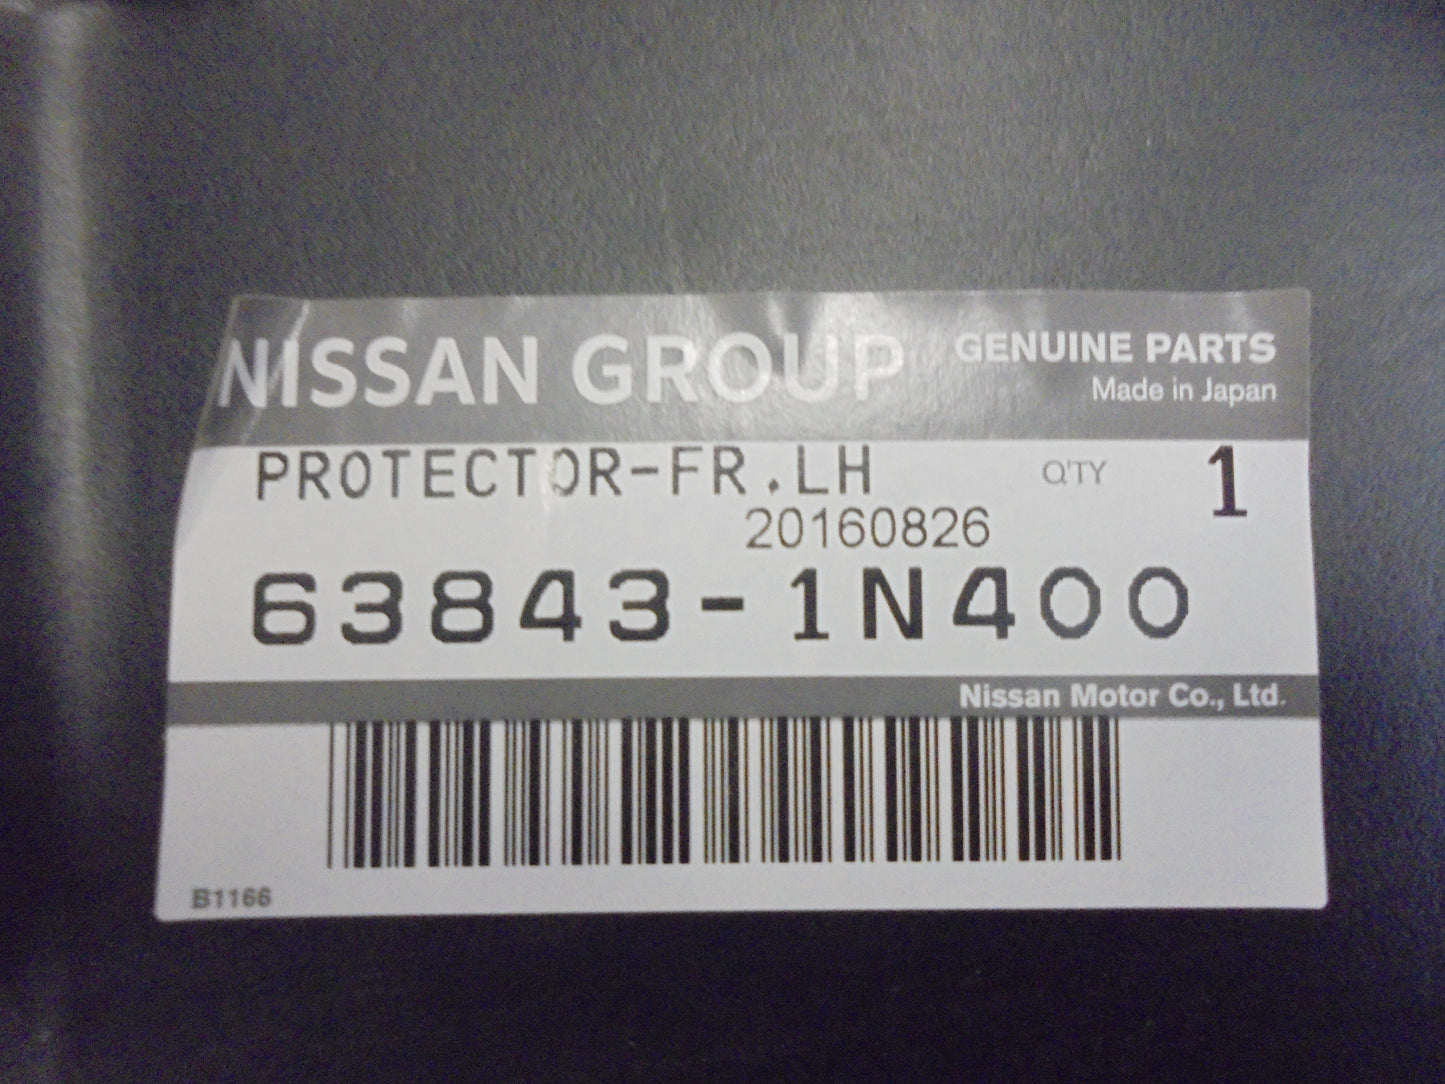 NISSAN GROUP GENUINE PARTS
Made in Japan
PROTECTOR-FR.LH Q'TY 1
20160826
63843-1N400
Nissan Motor Co., Ltd.
B1166